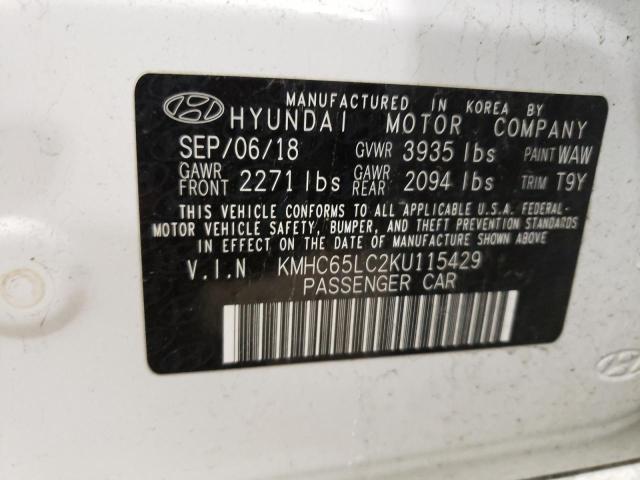 MANUFACTURED IN KOREA BY
HYUNDAI MOTOR COMPANY
SEP/06/18 GVWR 3935 lbs PAINT WAW
GAWR FRONT 2271 lbs GAWR REAR 2094 lbs TRIM T9Y
THIS VEHICLE CONFORMS TO ALL APPLICABLE U.S.A. FEDERAL-
MOTOR VEHICLE SAFETY, BUMPER, AND THEFT PREVENTION STANDARDS
IN EFFECT ON THE DATE OF MANUFACTURE SHOWN ABOVE.
V.I.N KMHC65LC2KU115429
PASSENGER CAR